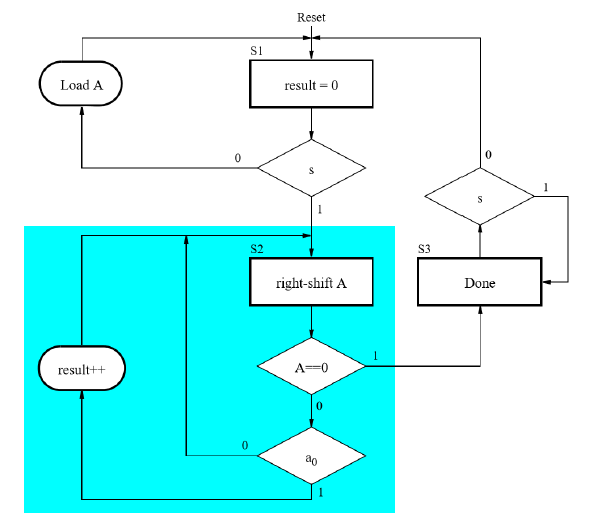 Reset
S1
Load A
result = 0
0
s
1
0
s
1
S2
right-shift A
S3
Done
result++
A==0
1
0
0
a0
1